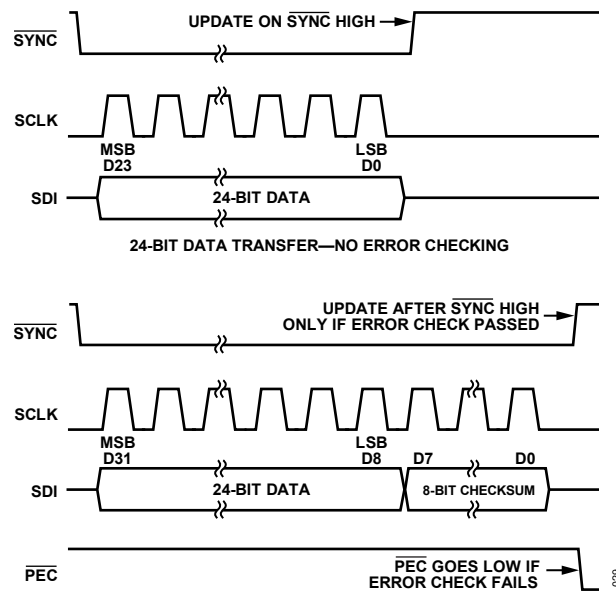 UPDATE ON SYNC HIGH
SYNC
SCLK
MSB
D23
LSB
D0
SDI
24-BIT DATA
24-BIT DATA TRANSFER—NO ERROR CHECKING
UPDATE AFTER SYNC HIGH
ONLY IF ERROR CHECK PASSED
SYNC
SCLK
MSB
D31
LSB
D8
D7
D0
SDI
24-BIT DATA
8-BIT CHECKSUM
PEC GOES LOW IF
ERROR CHECK FAILS
PEC